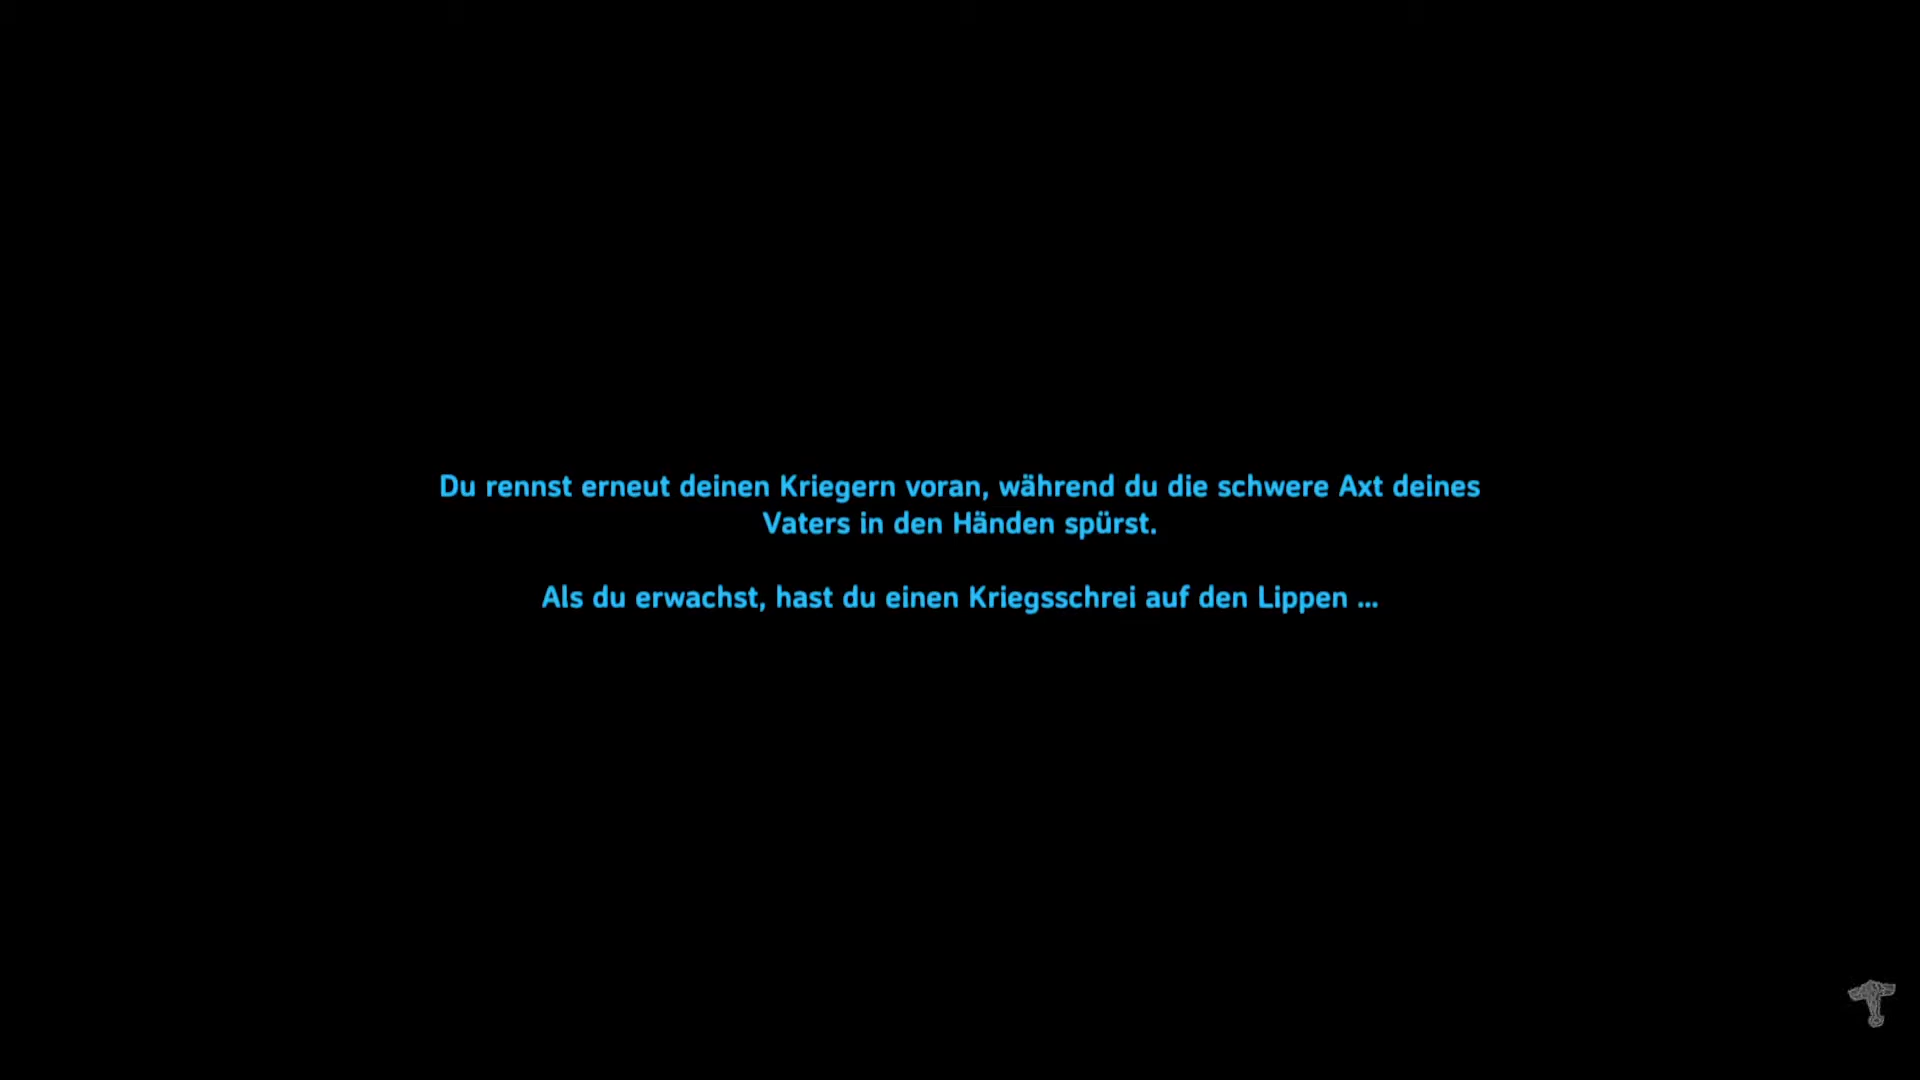 Du rennst erneut deinen Kriegern voran, während du die schwere Axt deines
Vaters in den Händen spürst.
Als du erwachst, hast du einen Kriegsschrei auf den Lippen ...